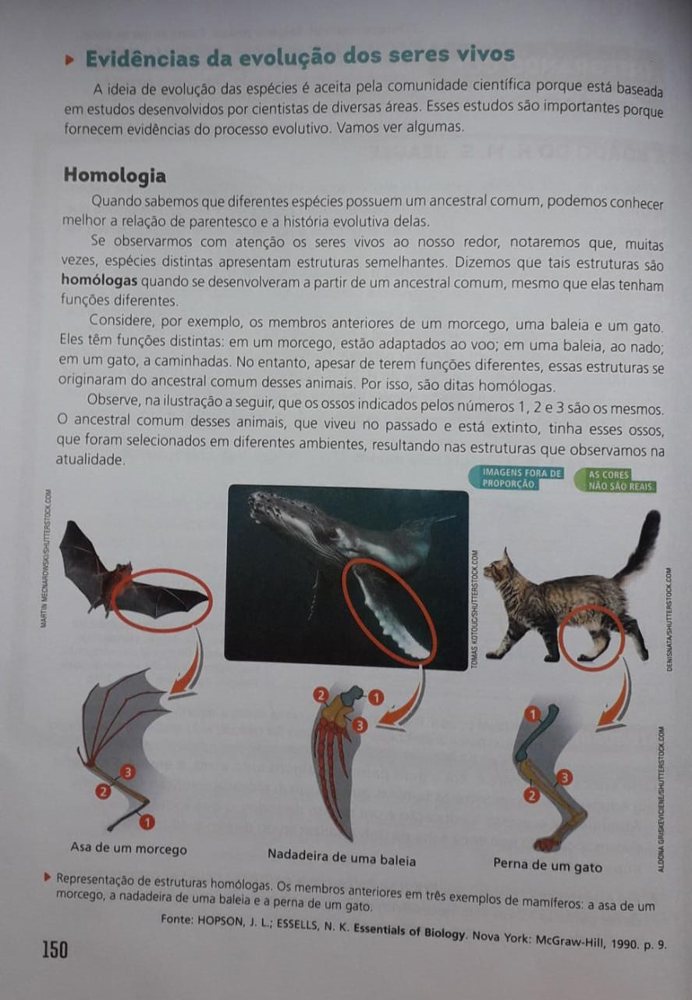 Evidências da evolução dos seres vivos
A ideia de evolução das espécies é aceita pela comunidade científica porque está baseada
em estudos desenvolvidos por cientistas de diversas áreas. Esses estudos são importantes porque
fornecem evidências do processo evolutivo. Vamos ver algumas.
Homologia
Quando sabemos que diferentes espécies possuem um ancestral comum, podemos conhecer
melhor a relação de parentesco e a história evolutiva delas.
Se observarmos com atenção os seres vivos ao nosso redor, notaremos que, muitas
vezes, espécies distintas apresentam estruturas semelhantes. Dizemos que tais estruturas são
homólogas quando se desenvolveram a partir de um ancestral comum, mesmo que elas tenham
funções diferentes.
Considere, por exemplo, os membros anteriores de um morcego, uma baleia e um gato.
Eles têm funções distintas: em um morcego, estão adaptados ao voo; em uma baleia, ao nado;
em um gato, a caminhadas. No entanto, apesar de terem funções diferentes, essas estruturas se
originaram do ancestral comum desses animais. Por isso, são ditas homólogas.
Observe, na ilustração a seguir, que os ossos indicados pelos números 1, 2 e 3 são os mesmos.
O ancestral comum desses animais, que viveu no passado e está extinto, tinha esses ossos,
que foram selecionados em diferentes ambientes, resultando nas estruturas que observamos na
atualidade.
IMAGENS FORA DE
PROPORÇÃO.
AS CORES
NÃO SÃO REAIS.
MARTIN MECNAROWSKI/SHUTTERSTOCK.COM
TOMAS KOTOUC/SHUTTERSTOCK.COM
DENISNATA/SHUTTERSTOCK.COM
3
2
1
Asa de um morcego
2
1
3
Nadadeira de uma baleia
1
3
2
Perna de um gato
ALDONA GRISKEVICIENE/SHUTTERSTOCK.COM
Representação de estruturas homólogas. Os membros anteriores em três exemplos de mamíferos: a asa de um
morcego, a nadadeira de uma baleia e a perna de um gato.
Fonte: HOPSON, J. L.; ESSELLS, N. K. Essentials of Biology. Nova York: McGraw-Hill, 1990. p. 9.
150